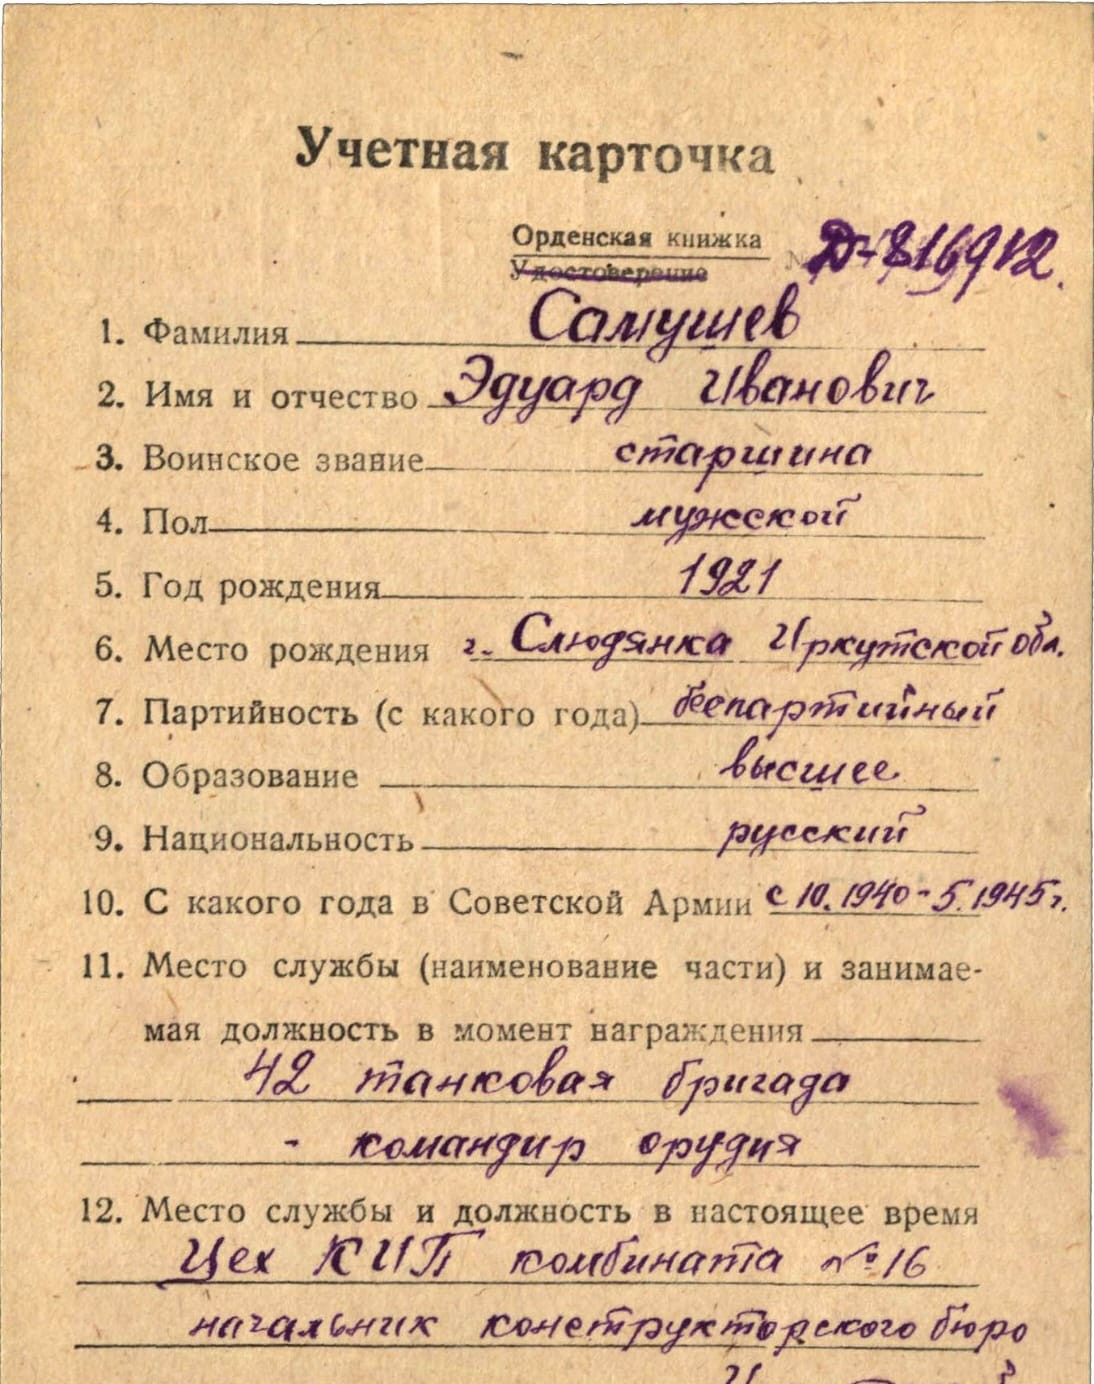 Учетная карточка
Орденская книжка
Удостоверение
№ Д-816912.
1. Фамилия Самушев
2. Имя и отчество Эдуард Иванович
3. Воинское звание старшина
4. Пол мужской
5. Год рождения 1921
6. Место рождения г. Слюдянка Иркутской обл.
7. Партийность (с какого года) беспартийный
8. Образование высшее
9. Национальность русский
10. С какого года в Советской Армии с 10.1940-5.1945г.
11. Место службы (наименование части) и занимае-
мая должность в момент награждения
42 танковая бригада
- командир орудия
12. Место службы и должность в настоящее время
Цех КИП комбината №16
начальник конструкторского бюро